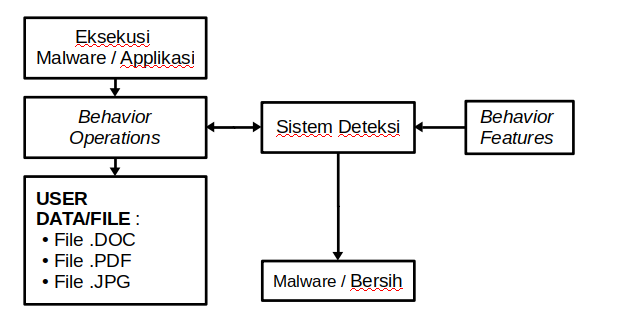 Eksekusi
Malware / Applikasi
Behavior
Operations
Sistem Deteksi
Behavior
Features
USER
DATA/FILE :
• File .DOC
• File .PDF
• File .JPG
Malware / Bersih